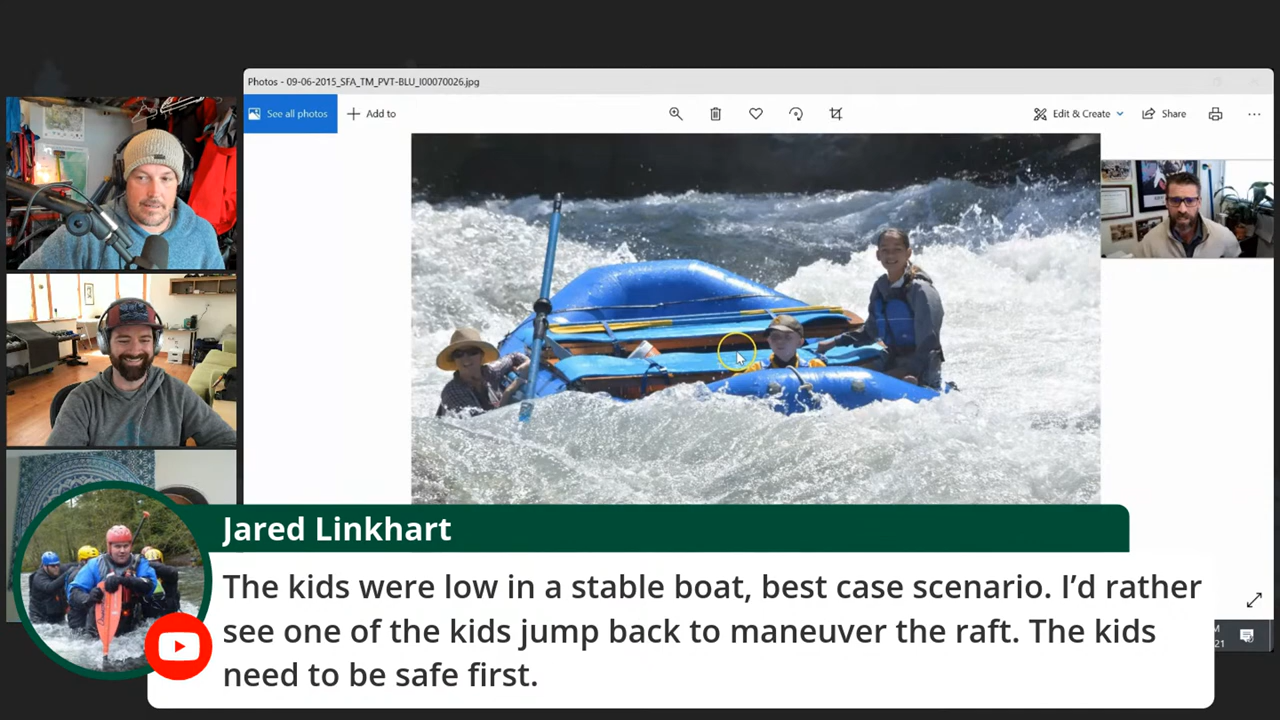 Photos - 09-06-2015_SFA_TM_PVT-BLU_I00070026.jpg
See all photos
Add to
Edit & Create
Share
Jared Linkhart
The kids were low in a stable boat, best case scenario. I’d rather
see one of the kids jump back to maneuver the raft. The kids
need to be safe first.
M
21